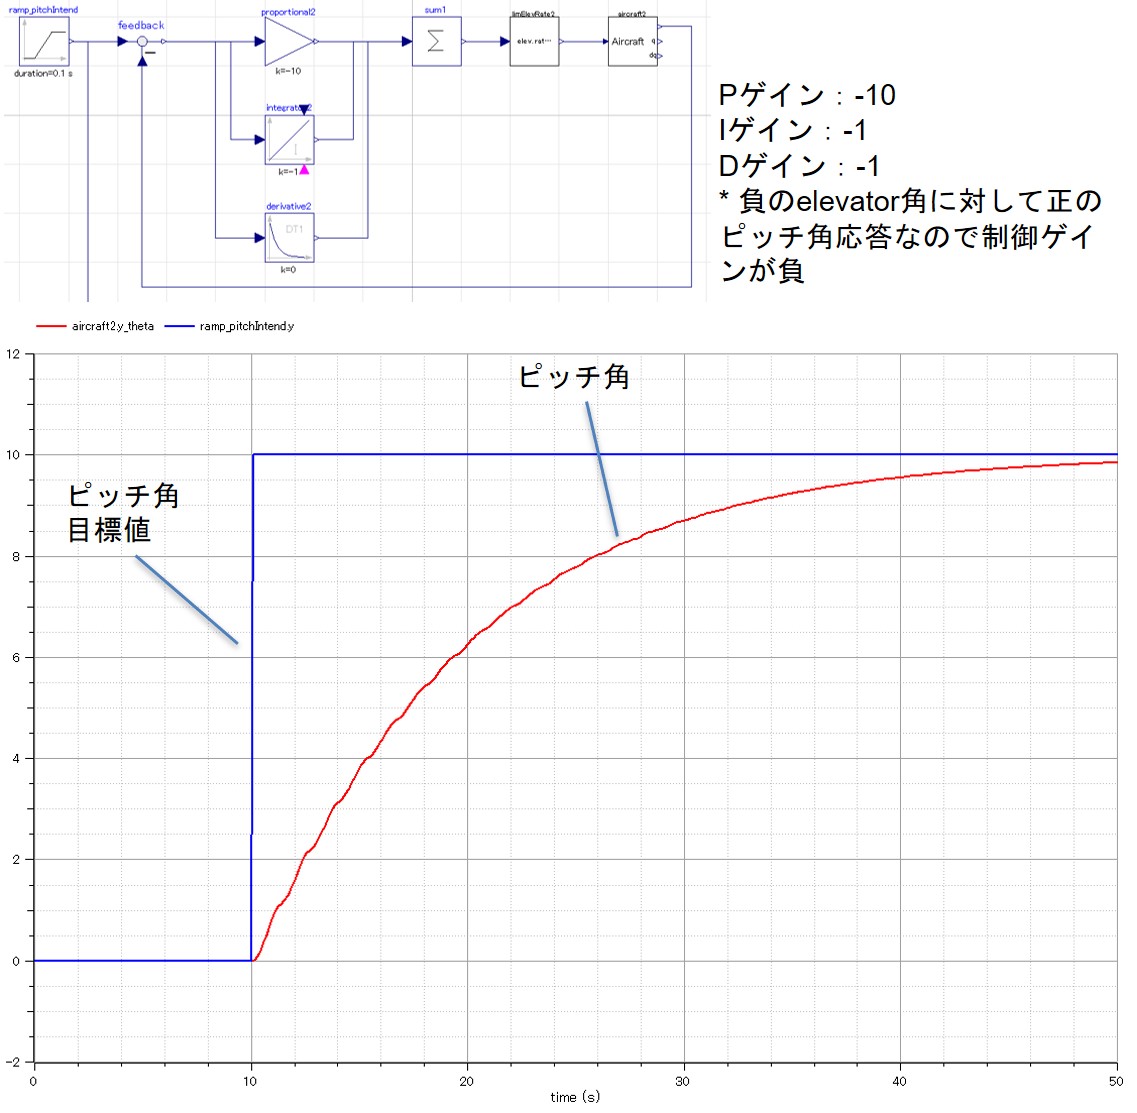 ramp_pitchIntend
duration=0.1 s
feedback
proportional2
k=-10
k=-1
I
derivative2
DT1
k=0
sum1
Σ
limElevRate2
elev.rat…
aircraft2
Aircraft
q
dq
Pゲイン：-10
Iゲイン：-1
Dゲイン：-1
* 負のelevator角に対して正の
ピッチ角応答なので制御ゲイ
ンが負
aircraft2.y_theta
ramp_pitchIntend.y
12
10
8
6
4
2
0
-2
ピッチ角
ピッチ角
目標値
0
10
20
30
40
50
time (s)